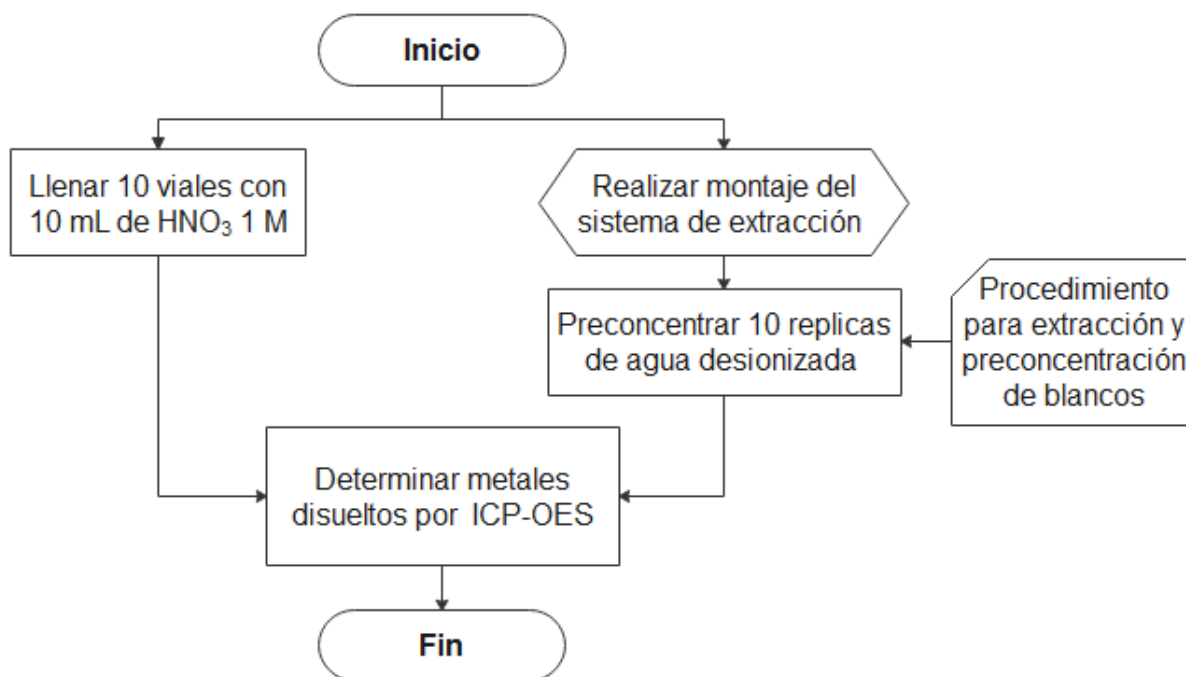 Inicio
Llenar 10 viales con
10 mL de HNO₃ 1 M
Realizar montaje del
sistema de extracción
Preconcentrar 10 replicas
de agua desionizada
Procedimiento
para extracción y
preconcentración
de blancos
Determinar metales
disueltos por ICP-OES
Fin